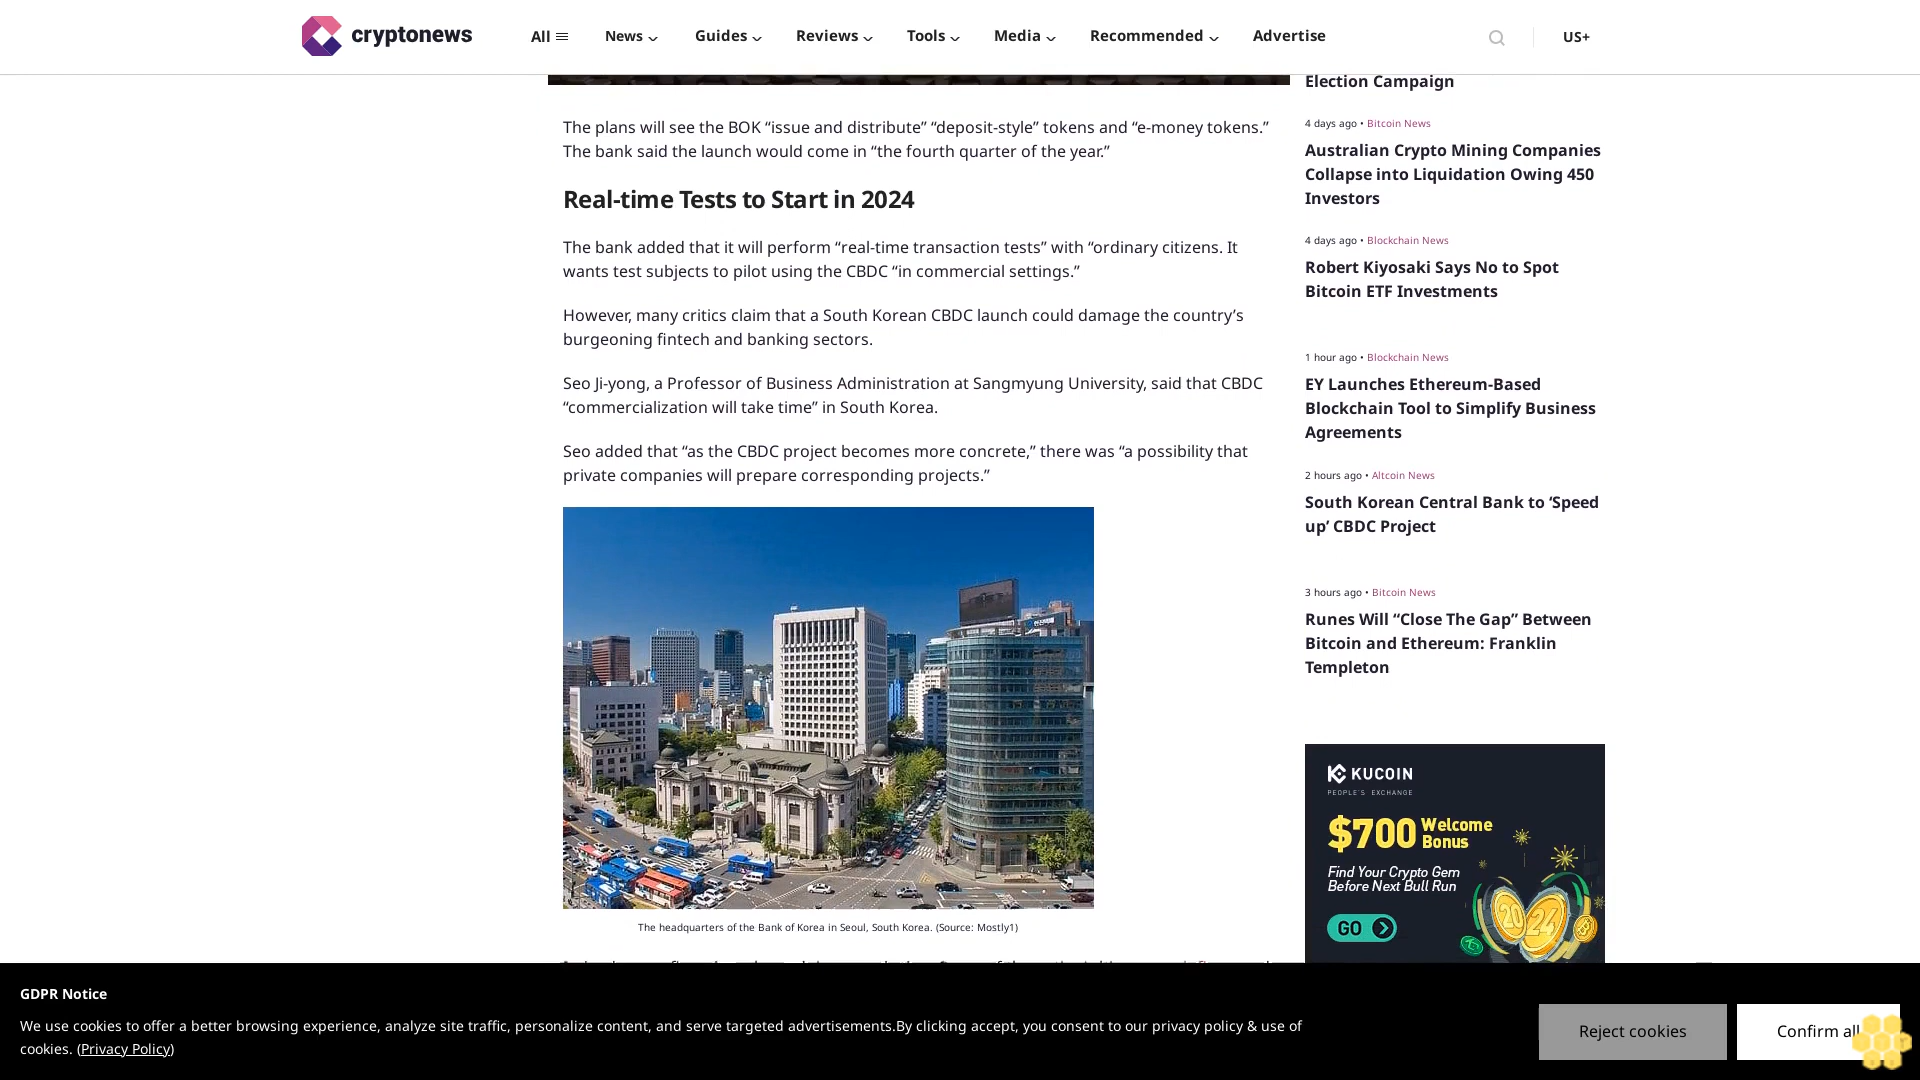 cryptonews
All
News
Guides
Reviews
Tools
Media
Recommended
Advertise
US+
The plans will see the BOK “issue and distribute” “deposit-style” tokens and “e-money tokens.”
The bank said the launch would come in “the fourth quarter of the year.”
Real-time Tests to Start in 2024
The bank added that it will perform “real-time transaction tests” with “ordinary citizens. It
wants test subjects to pilot using the CBDC “in commercial settings.”
However, many critics claim that a South Korean CBDC launch could damage the country’s
burgeoning fintech and banking sectors.
Seo Ji-yong, a Professor of Business Administration at Sangmyung University, said that CBDC
“commercialization will take time” in South Korea.
Seo added that “as the CBDC project becomes more concrete,” there was “a possibility that
private companies will prepare corresponding projects.”
The headquarters of the Bank of Korea in Seoul, South Korea. (Source: Mostly1)
Election Campaign
4 days ago • Bitcoin News
Australian Crypto Mining Companies
Collapse into Liquidation Owing 450
Investors
4 days ago • Blockchain News
Robert Kiyosaki Says No to Spot
Bitcoin ETF Investments
1 hour ago • Blockchain News
EY Launches Ethereum-Based
Blockchain Tool to Simplify Business
Agreements
2 hours ago • Altcoin News
South Korean Central Bank to ‘Speed
up’ CBDC Project
3 hours ago • Bitcoin News
Runes Will “Close The Gap” Between
Bitcoin and Ethereum: Franklin
Templeton
KUCOIN
PEOPLE'S EXCHANGE
$700 Welcome
Bonus
Find Your Crypto Gem
Before Next Bull Run
GO
20 24
GDPR Notice
We use cookies to offer a better browsing experience, analyze site traffic, personalize content, and serve targeted advertisements.By clicking accept, you consent to our privacy policy & use of
cookies. (Privacy Policy)
Reject cookies
Confirm all